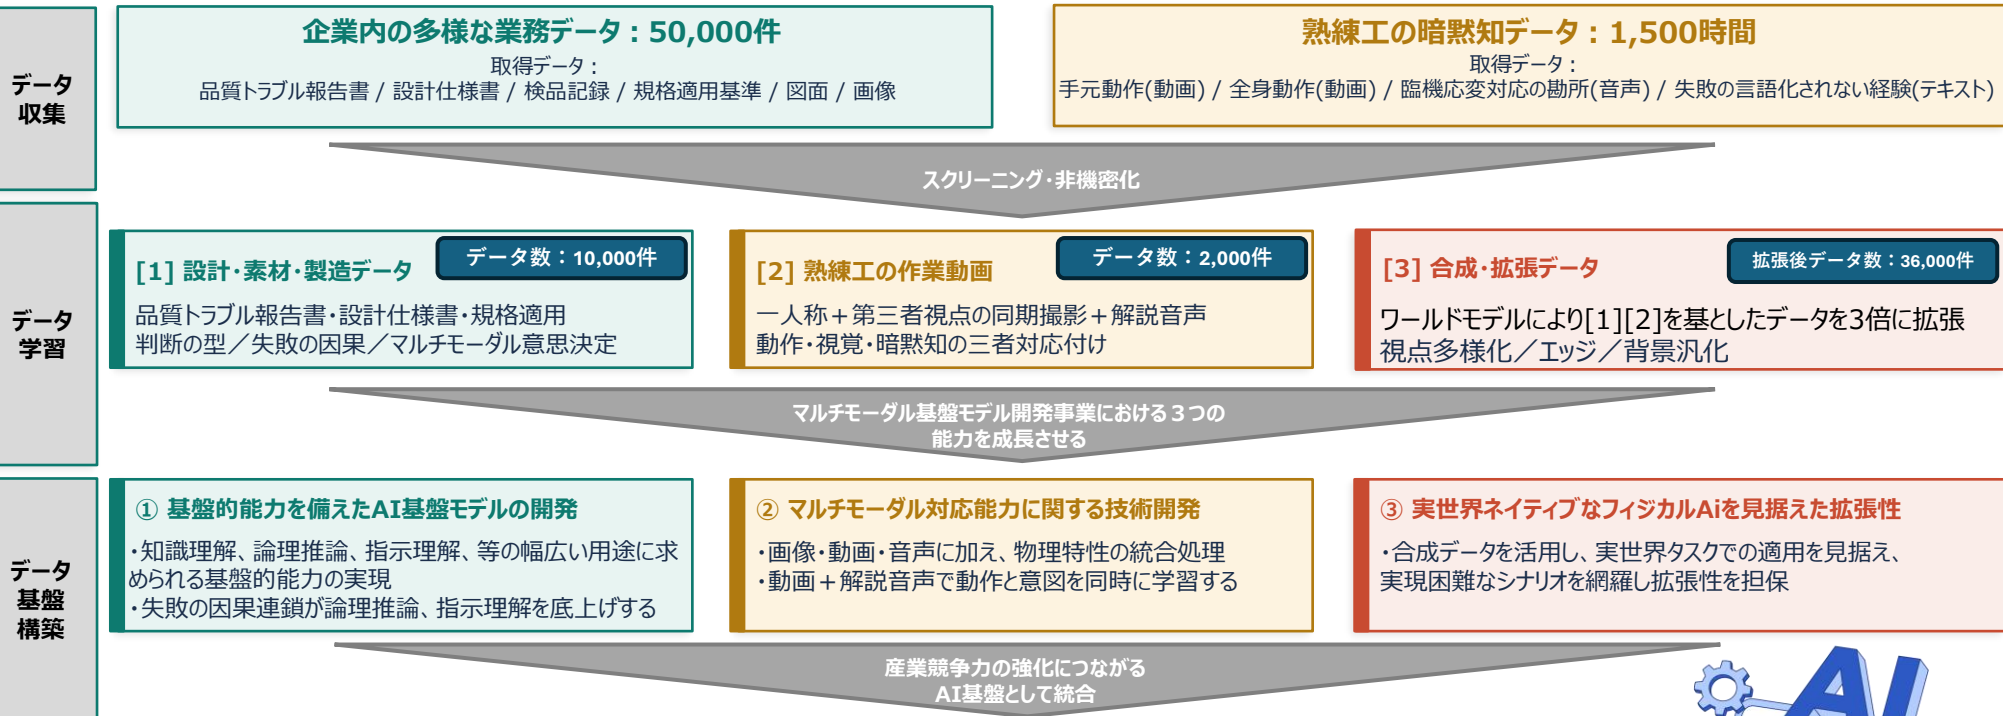 データ
収集
企業内の多様な業務データ：50,000件
取得データ：
品質トラブル報告書 / 設計仕様書 / 検品記録 / 規格適用基準 / 図面 / 画像
熟練工の暗黙知データ：1,500時間
取得データ：
手元動作(動画) / 全身動作(動画) / 臨機応変対応の勘所(音声) / 失敗の言語化されない経験(テキスト)
スクリーニング・非機密化
データ
学習
[1] 設計・素材・製造データ
データ数：10,000件
品質トラブル報告書・設計仕様書・規格適用
判断の型／失敗の因果／マルチモーダル意思決定
[2] 熟練工の作業動画
データ数：2,000件
一人称＋第三者視点の同期撮影＋解説音声
動作・視覚・暗黙知の三者対応付け
[3] 合成・拡張データ
拡張後データ数：36,000件
ワールドモデルにより[1][2]を基としたデータを3倍に拡張
視点多様化／エッジ／背景汎化
マルチモーダル基盤モデル開発事業における３つの
能力を成長させる
データ
基盤
構築
① 基盤的能力を備えたAI基盤モデルの開発
・知識理解、論理推論、指示理解、等の幅広い用途に求
められる基盤的能力の実現
・失敗の因果連鎖が論理推論、指示理解を底上げする
② マルチモーダル対応能力に関する技術開発
・画像・動画・音声に加え、物理特性の統合処理
・動画＋解説音声で動作と意図を同時に学習する
③ 実世界ネイティブなフィジカルAiを見据えた拡張性
・合成データを活用し、実世界タスクでの適用を見据え、
実現困難なシナリオを網羅し拡張性を担保
産業競争力の強化につながる
AI基盤として統合
AI